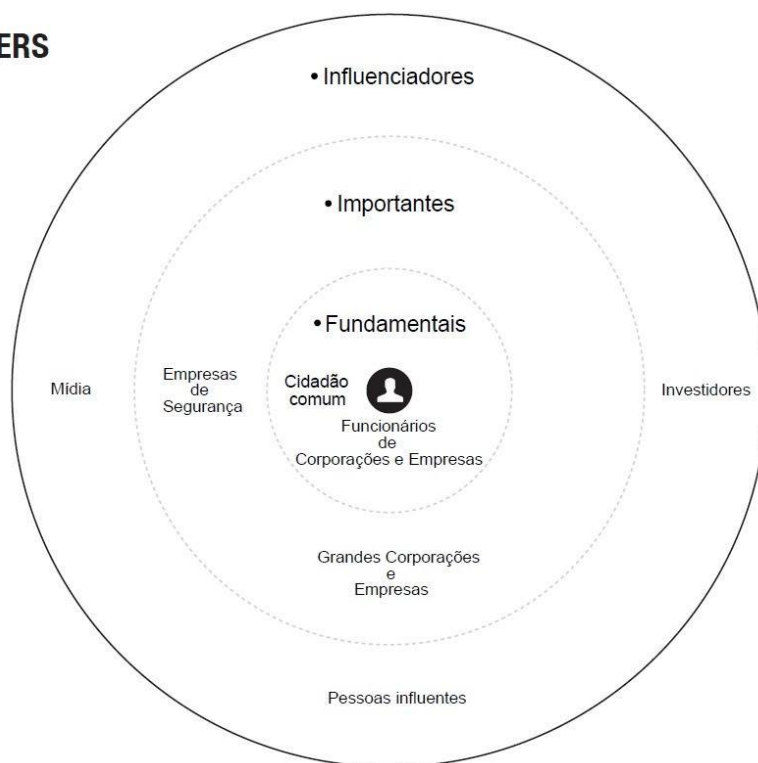 ERS
• Influenciadores
• Importantes
• Fundamentais
Mídia
Empresas
de
Segurança
Cidadão
comum
Investidores
Funcionários
de
Corporações e Empresas
Grandes Corporações
e
Empresas
Pessoas influentes